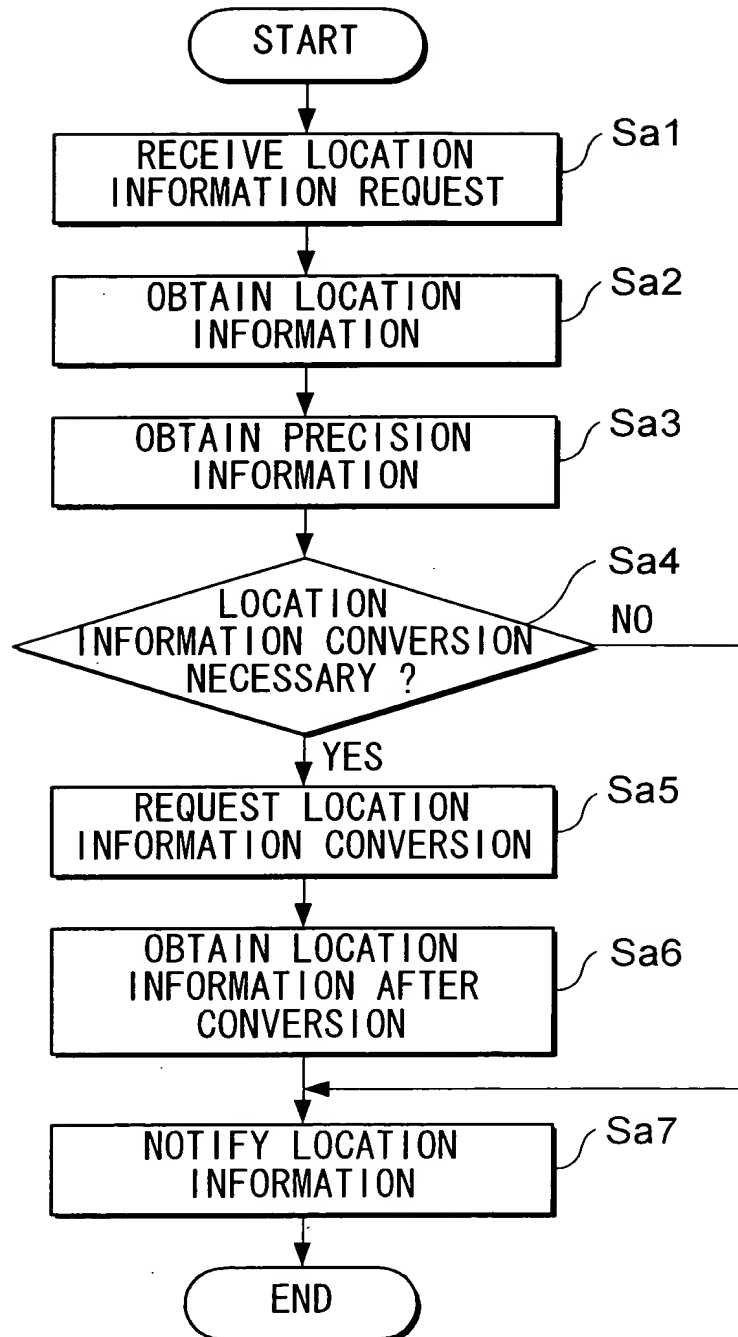 START
RECEIVE LOCATION
INFORMATION REQUEST
Sa1
OBTAIN LOCATION
INFORMATION
Sa2
OBTAIN PRECISION
INFORMATION
Sa3
LOCATION
INFORMATION CONVERSION
NECESSARY ?
Sa4
NO
YES
REQUEST LOCATION
INFORMATION CONVERSION
Sa5
OBTAIN LOCATION
INFORMATION AFTER
CONVERSION
Sa6
NOTIFY LOCATION
INFORMATION
Sa7
END